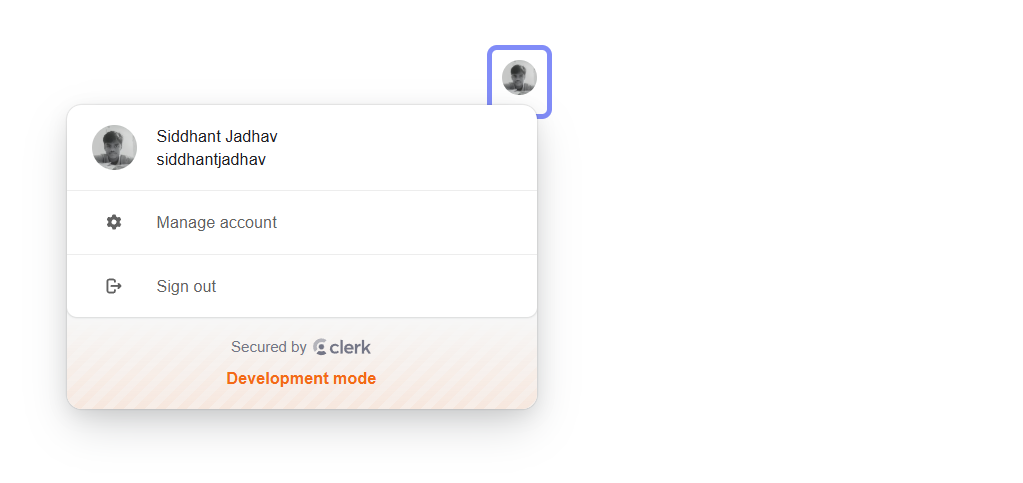 Siddhant Jadhav
siddhantjadhav
Manage account
Sign out
Secured by clerk
Development mode